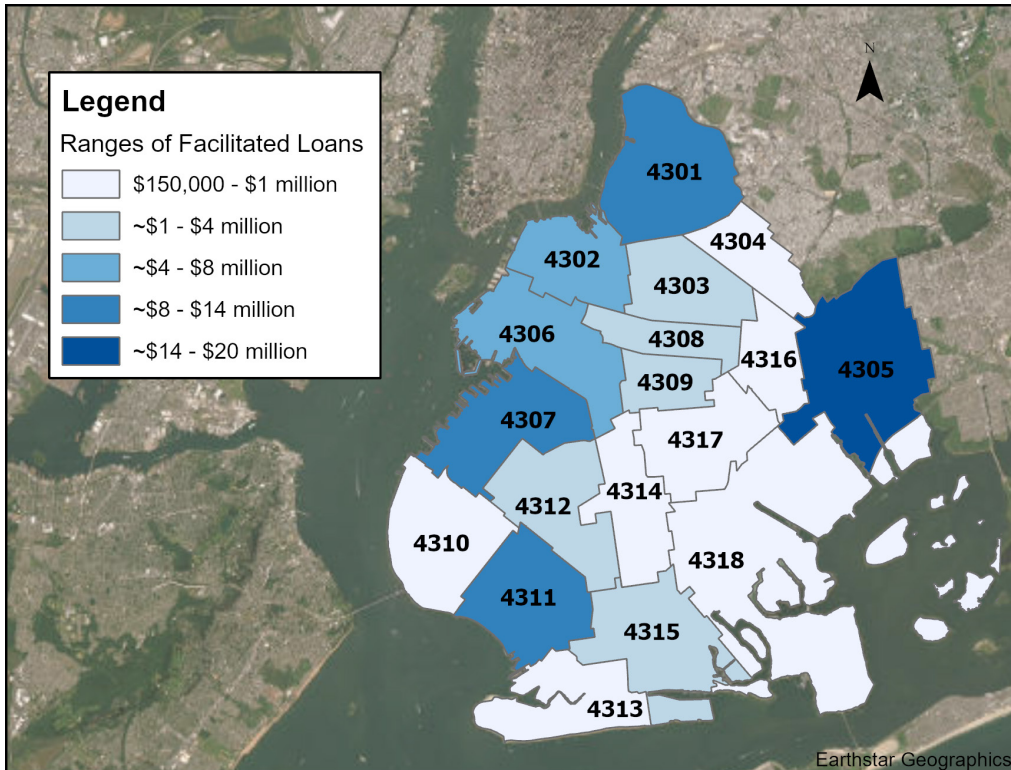 N
Legend
Ranges of Facilitated Loans
$150,000 - $1 million
~$1 - $4 million
~$4 - $8 million
~$8 - $14 million
~$14 - $20 million
4301
4304
4302
4303
4306
4308
4316
4305
4309
4307
4317
4314
4312
4310
4318
4311
4315
4313
Earthstar Geographics